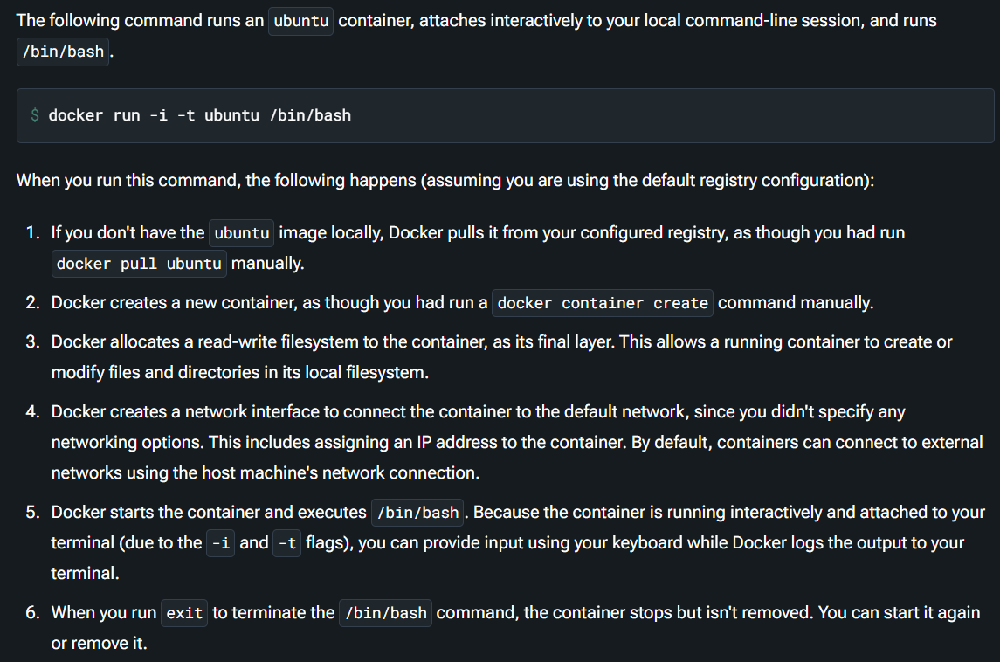 The following command runs an ubuntu container, attaches interactively to your local command-line session, and runs
/bin/bash.
$ docker run -i -t ubuntu /bin/bash
When you run this command, the following happens (assuming you are using the default registry configuration):
1. If you don't have the ubuntu image locally, Docker pulls it from your configured registry, as though you had run
docker pull ubuntu manually.
2. Docker creates a new container, as though you had run a docker container create command manually.
3. Docker allocates a read-write filesystem to the container, as its final layer. This allows a running container to create or
modify files and directories in its local filesystem.
4. Docker creates a network interface to connect the container to the default network, since you didn't specify any
networking options. This includes assigning an IP address to the container. By default, containers can connect to external
networks using the host machine's network connection.
5. Docker starts the container and executes /bin/bash. Because the container is running interactively and attached to your
terminal (due to the -i and -t flags), you can provide input using your keyboard while Docker logs the output to your
terminal.
6. When you run exit to terminate the /bin/bash command, the container stops but isn't removed. You can start it again
or remove it.